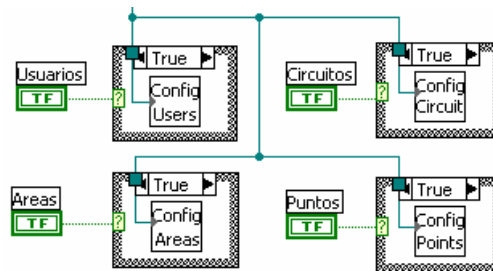 True
Usuarios
TF
?
Config
Users
True
Circuitos
TF
?
Config
Circuit
True
Areas
TF
?
Config
Areas
True
Puntos
TF
?
Config
Points